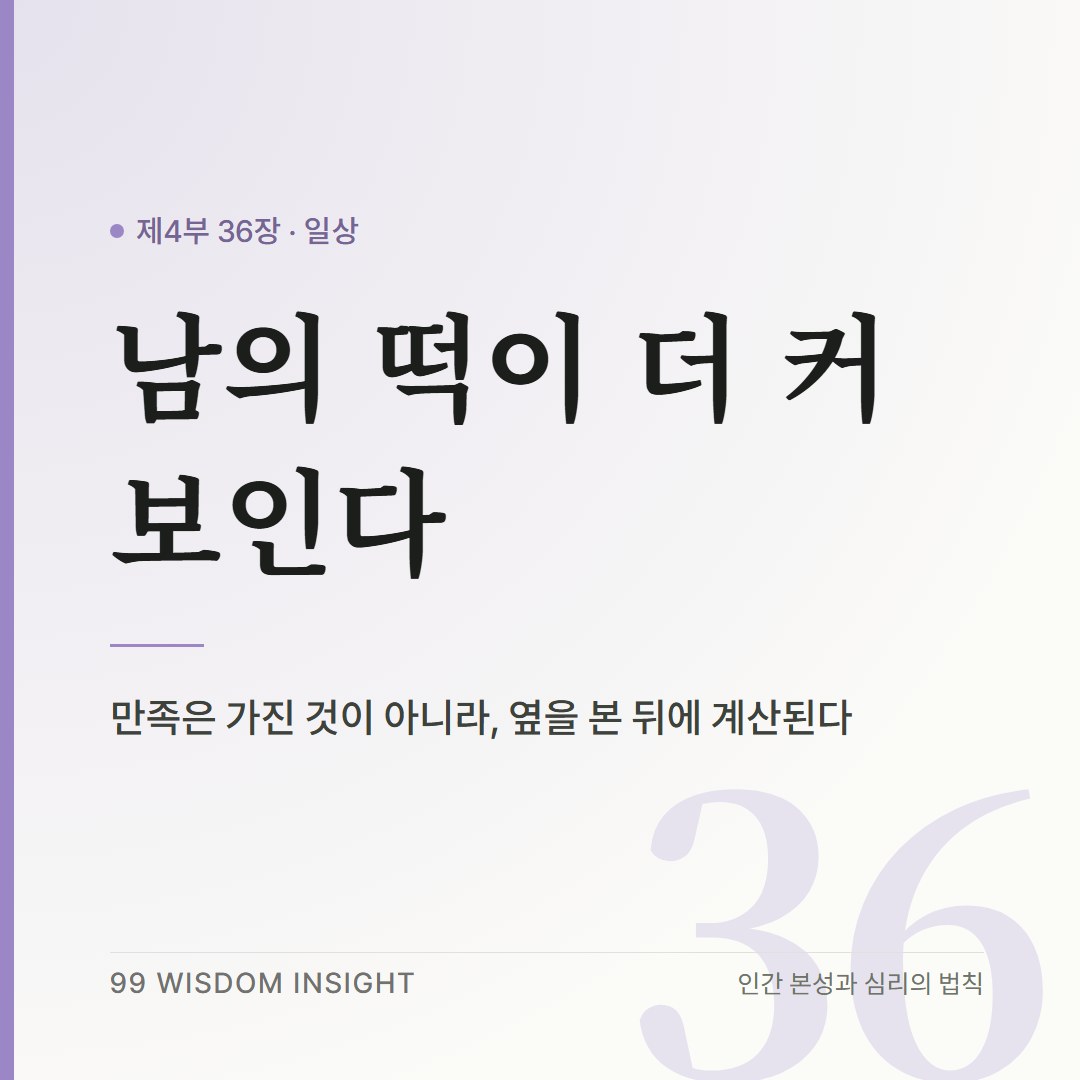 제4부 36장 · 일상
남의 떡이 더 커
보인다
만족은 가진 것이 아니라, 옆을 본 뒤에 계산된다
36
99 WISDOM INSIGHT
인간 본성과 심리의 법칙